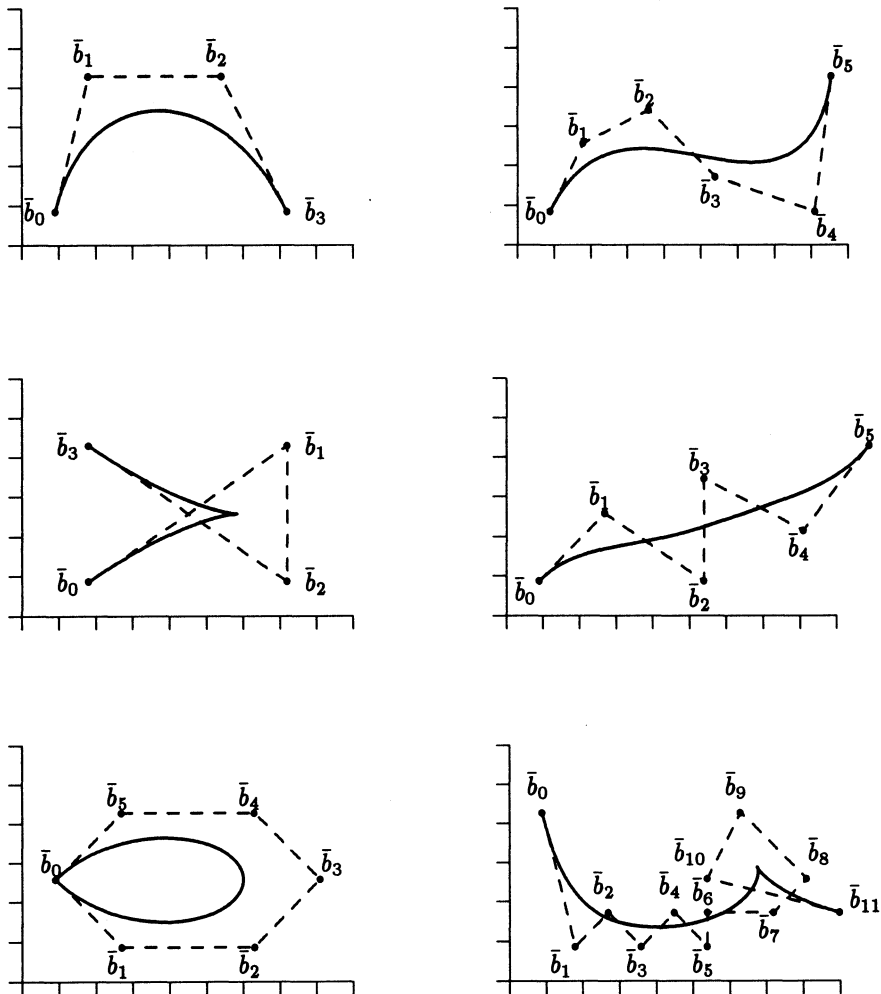 b̄₁ b̄₂
b̄₀ b̄₃
b̄₅
b̄₂
b̄₁
b̄₃
b̄₀ b̄₄
b̄₃ b̄₁
b̄₀ b̄₂
b̄₅
b̄₃
b̄₁
b̄₄
b̄₀ b̄₂
b̄₅ b̄₄
b̄₀ b̄₃
b̄₁ b̄₂
b̄₀ b̄₉
b̄₁₀ b̄₈
b̄₂ b̄₄ b̄₆
b̄₁₁
b̄₇
b̄₁ b̄₃ b̄₅